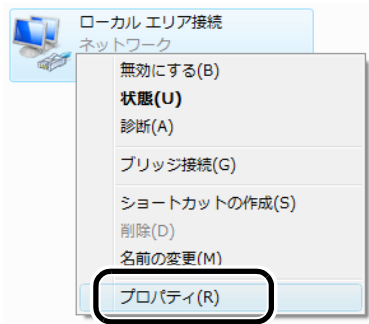 ローカル エリア接続
ネットワーク
無効にする(B)
状態(U)
診断(A)
ブリッジ接続(G)
ショートカットの作成(S)
削除(D)
名前の変更(M)
プロパティ(R)